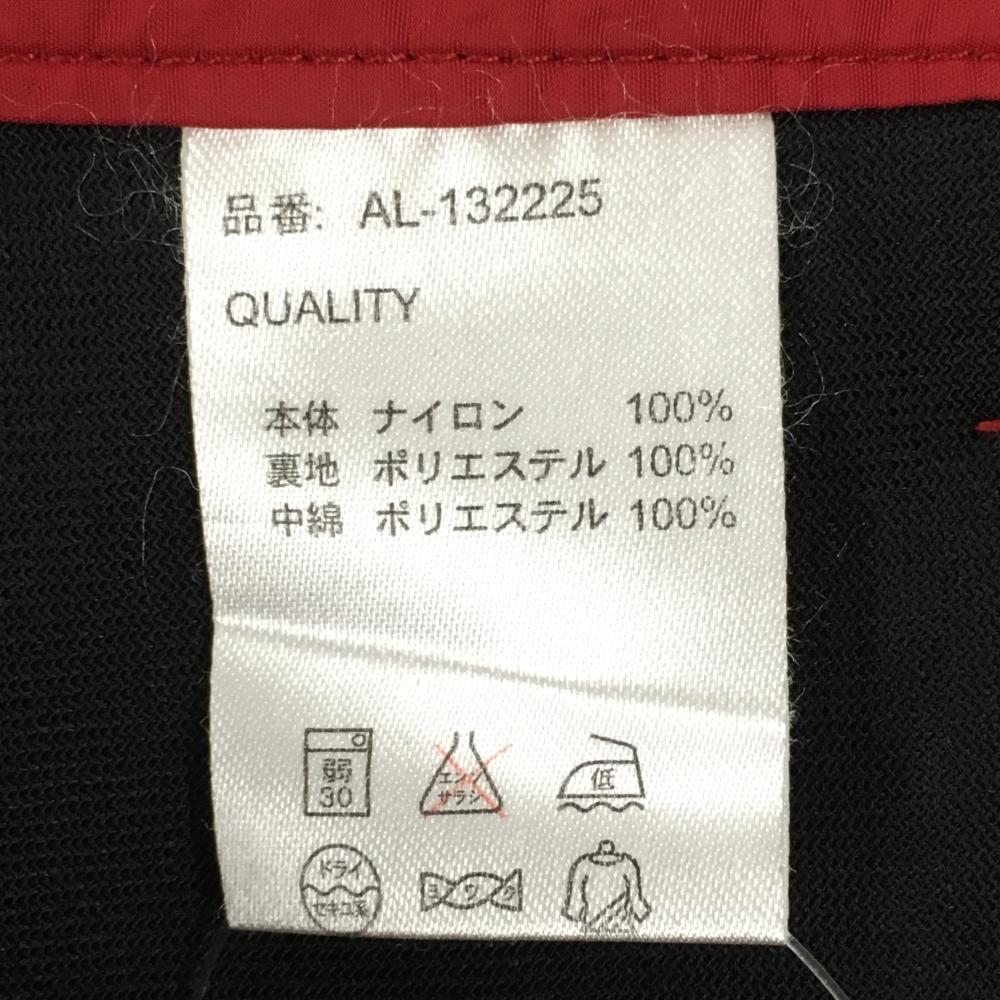 品番: AL-132225
QUALITY
本体 ナイロン 100%
裏地 ポリエステル 100%
中綿 ポリエステル 100%
弱
30
エンソ
サラシ
低
ドライ
セキユ系
ヨワク